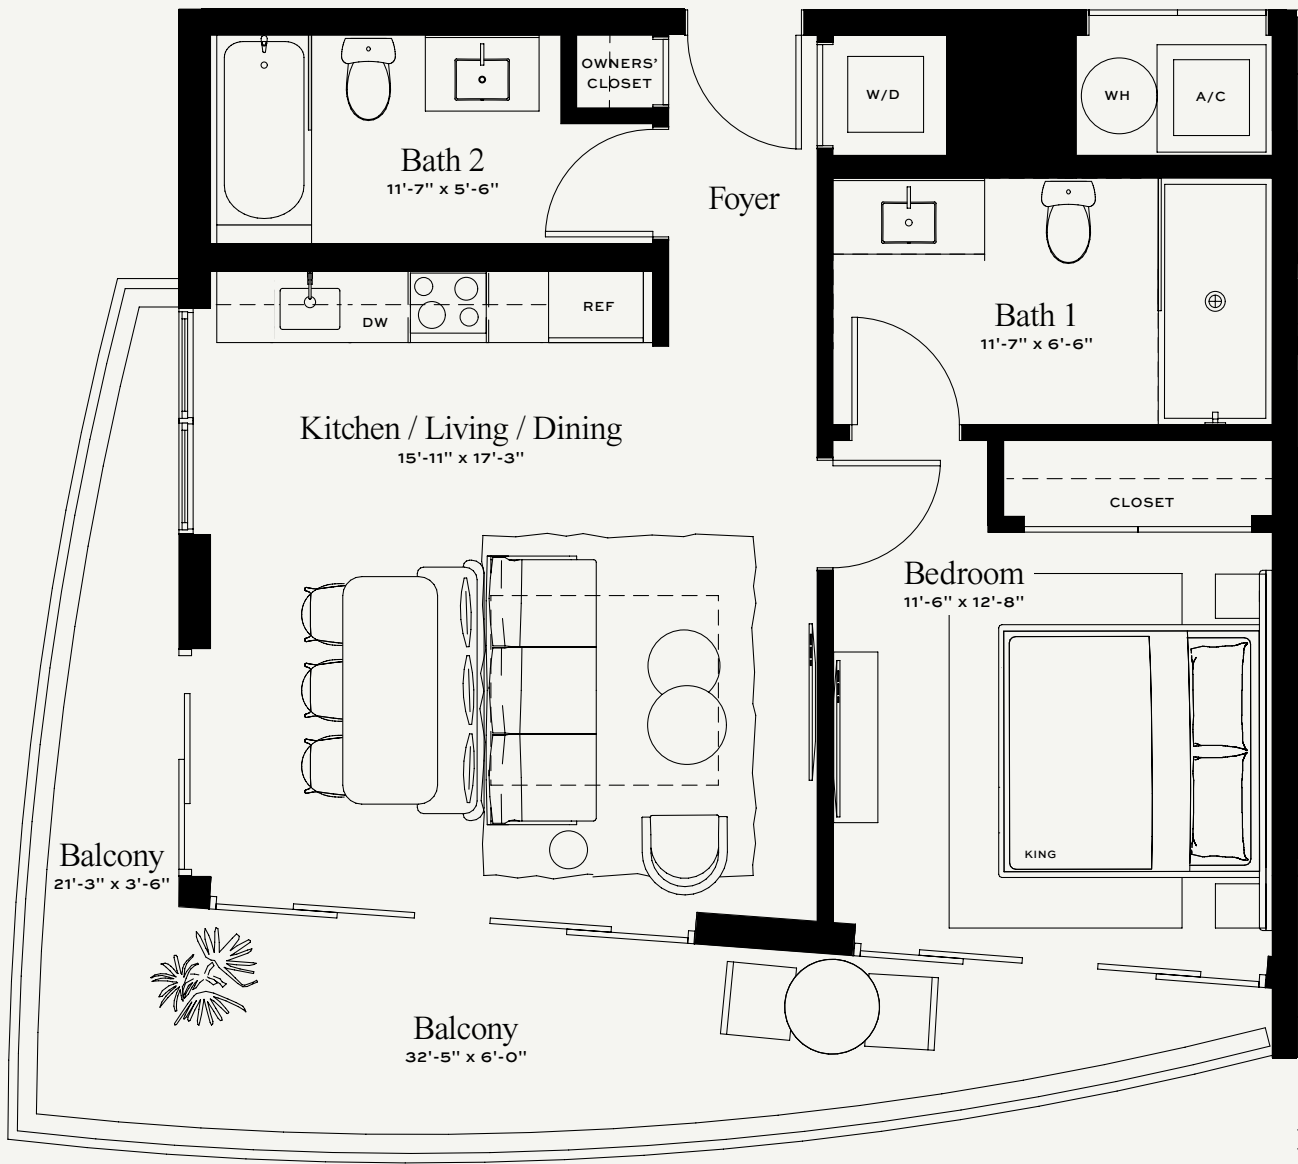 OWNERS'
CLOSET
W/D
WH
A/C
Bath 2
11'-7" x 5'-6"
Foyer
REF
DW
Bath 1
11'-7" x 6'-6"
Kitchen / Living / Dining
15'-11" x 17'-3"
CLOSET
Bedroom
11'-6" x 12'-8"
KING
Balcony
21'-3" x 3'-6"
Balcony
32'-5" x 6'-0"